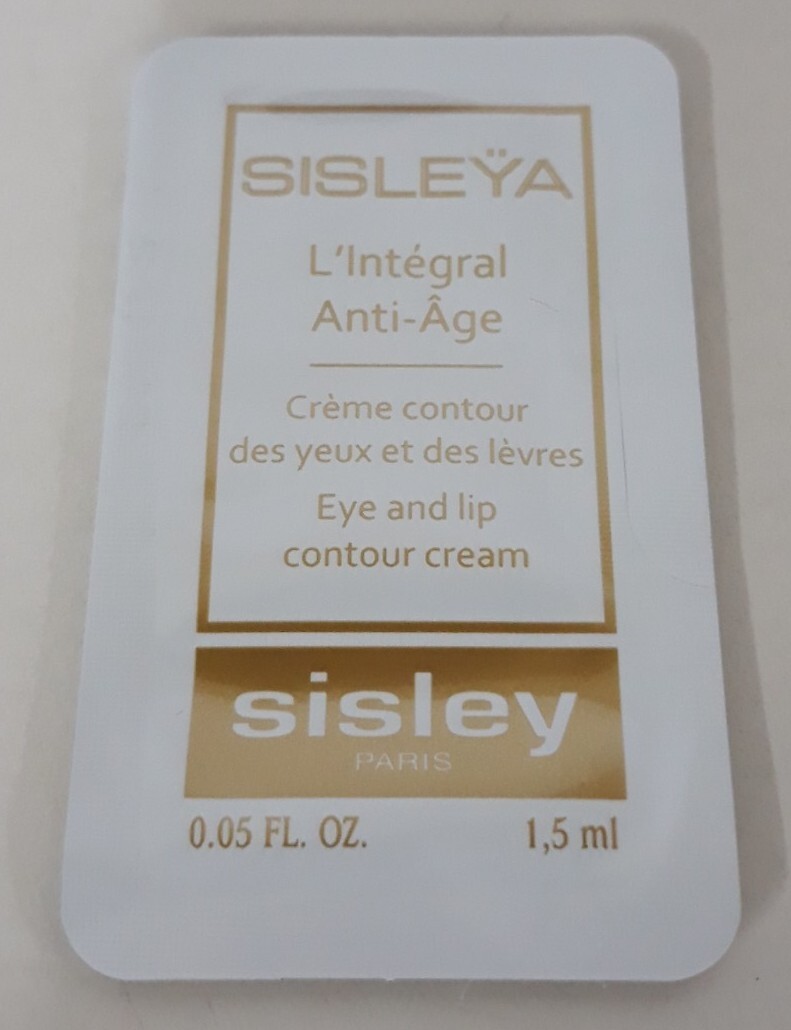 SISLEŸA
L'Intégral
Anti-Âge
Crème contour
des yeux et des lèvres
Eye and lip
contour cream
sisley
PARIS
0.05 FL. OZ. 1,5 ml